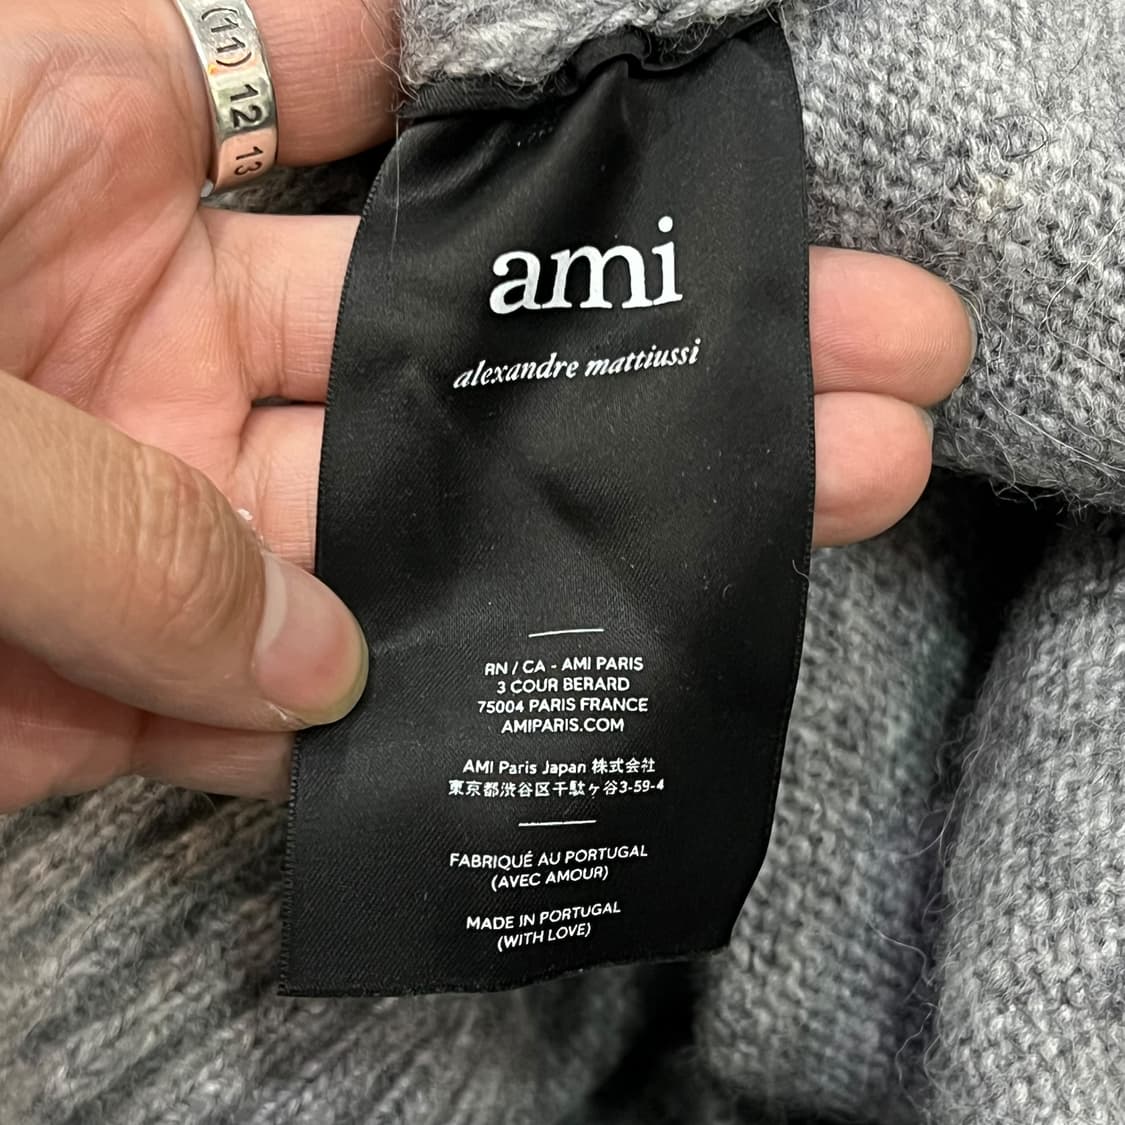 (11) 12 13
ami
alexandre mattiussi
RN / CA - AMI PARIS
3 COUR BERARD
75004 PARIS FRANCE
AMIPARIS.COM
AMI Paris Japan 株式会社
東京都渋谷区千駄ヶ谷3-59-4
FABRIQUÉ AU PORTUGAL
(AVEC AMOUR)
MADE IN PORTUGAL
(WITH LOVE)